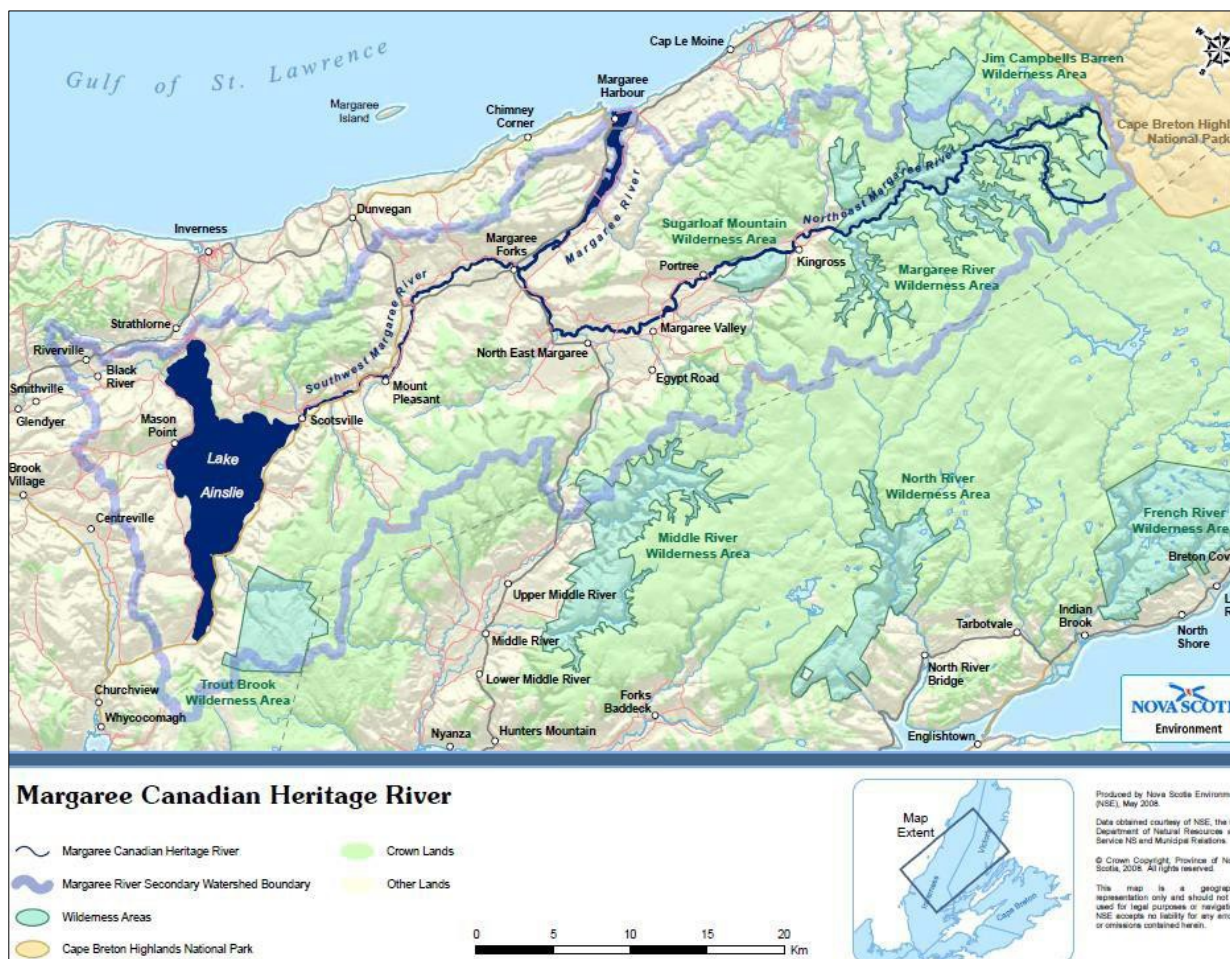 Gulf of St. Lawrence
Cap Le Moine
Margaree
Harbour
Margaree
Island
Chimney
Corner
Jim Campbells Barren
Wilderness Area
W
S
Cape Breton Highl
National Park
Dunvegan
Inverness
Margaree
Forks
Margaree River
Sugarloaf Mountain
Wilderness Area
Northeast Margaree River
Portree
Kingross
Margaree River
Wilderness Area
Southwest Margaree River
Strathlorne
Riverville
Black
River
Smithville
Glendyer
Margaree Valley
North East Margaree
Egypt Road
Mount
Pleasant
Scotsville
Mason
Point
Lake
Ainslie
Brook
Village
Centreville
North River
Wilderness Area
Middle River
Wilderness Area
French River
Wilderness Are
Breton Cov
Upper Middle River
L
R
Indian
Brook
Tarbotvale
North
Shore
Middle River
Lower Middle River
North River
Bridge
Trout Brook
Wilderness Area
Churchview
Whycocomagh
Forks
Baddeck
Nyanza
Hunters Mountain
Englishtown
NOVA SCOTI
Environment
Margaree Canadian Heritage River
Margaree Canadian Heritage River
Margaree River Secondary Watershed Boundary
Wilderness Areas
Cape Breton Highlands National Park
Crown Lands
Other Lands
0 5 10 15 20
Km
Map
Extent
Victoria
Inverness
Cape Breton
Produced by Nova Scotia Environm
(NSE), May 2008.
Data obtained courtesy of NSE, the
Department of Natural Resources a
Service NS and Municipal Relations.
© Crown Copyright, Province of No
Scotia, 2008. All rights reserved.
This map is a geograp
representation only and should not
used for legal purposes or navigati
NSE accepts no liability for any erro
or omissions contained herein.